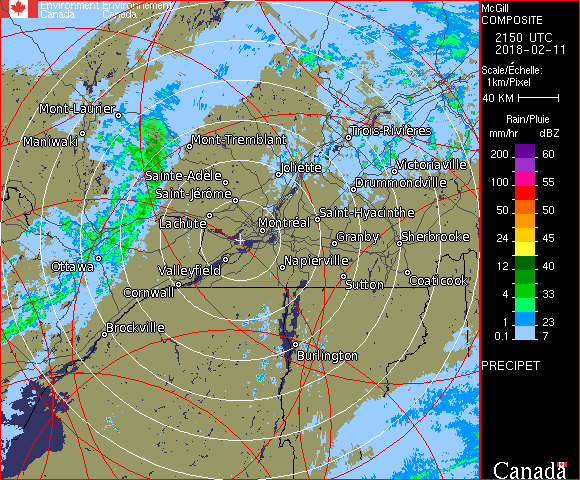 Environment Environnement
Canada Canada
McGill
COMPOSITE
2150 UTC
2018-02-11
Scale/Échelle:
1km/Pixel
40 KM
Rain/Pluie
mm/hr dBZ
200 60
100 55
50 50
24 45
12 40
4 33
1 23
0.1 7
PRECIPET
Mont-Laurier
Maniwaki
Mont-Tremblant
Trois-Rivières
Sainte-Adèle
Joliette
Victoriaville
Saint-Jérôme
Drummondville
Lachute
Saint-Hyacinthe
Montréal
Granby
Sherbrooke
Ottawa
Valleyfield
Napierville
Cornwall
Sutton
Coaticook
Brockville
Burlington
Canada